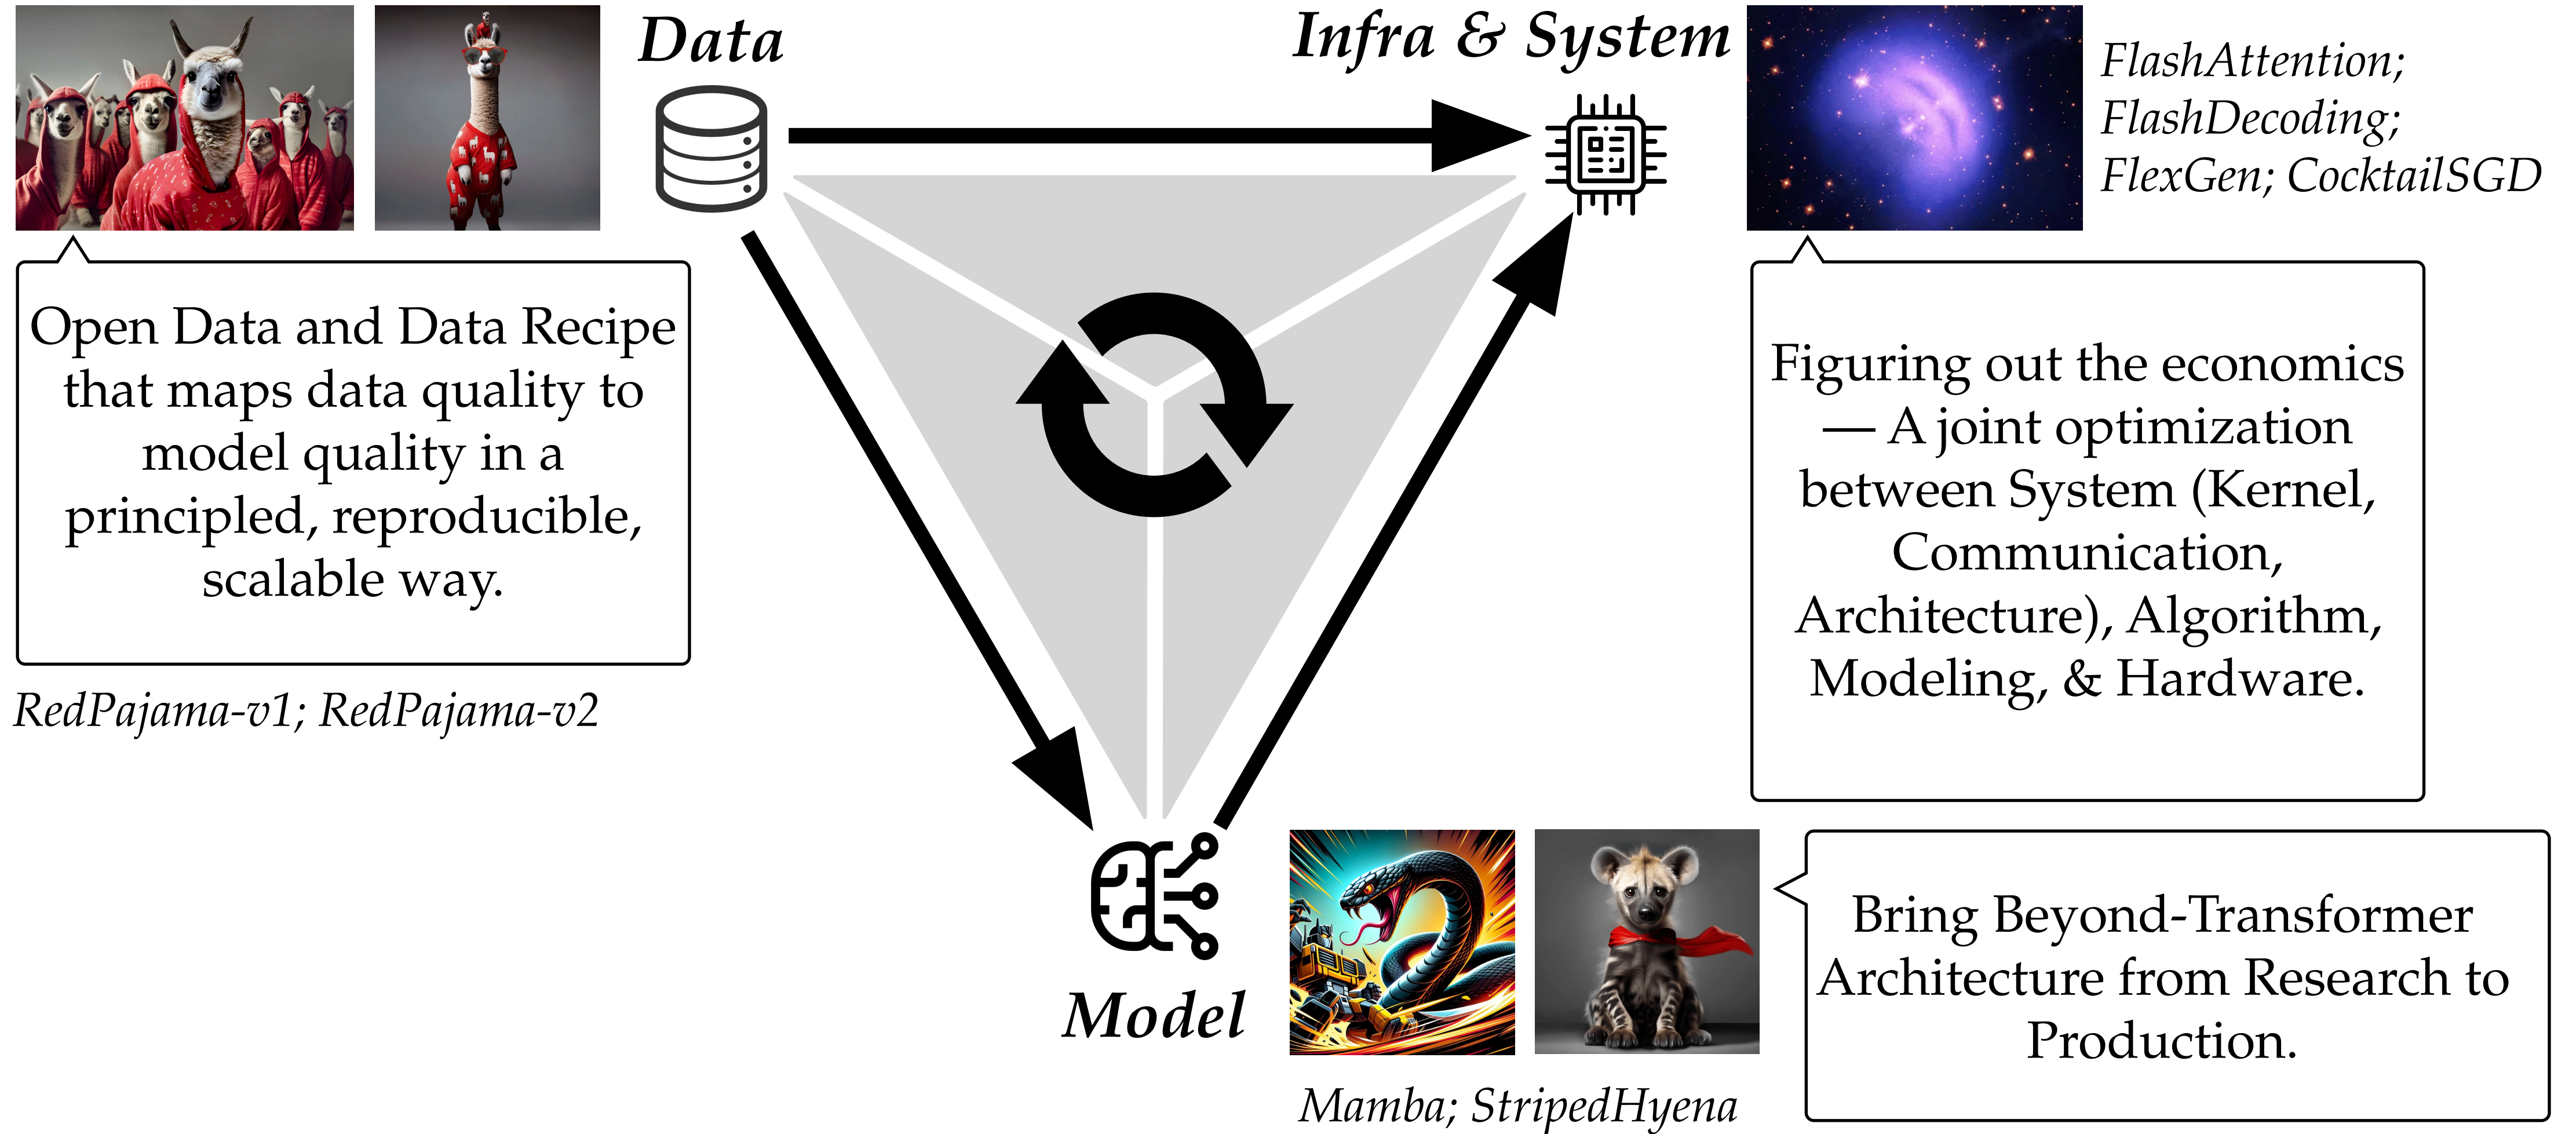 Data
Infra & System
FlashAttention;
FlashDecoding;
FlexGen; CocktailSGD
Open Data and Data Recipe
that maps data quality to
model quality in a
principled, reproducible,
scalable way.
RedPajama-v1; RedPajama-v2
Figuring out the economics
— A joint optimization
between System (Kernel,
Communication,
Architecture), Algorithm,
Modeling, & Hardware.
Model
Mamba; StripedHyena
Bring Beyond-Transformer
Architecture from Research to
Production.